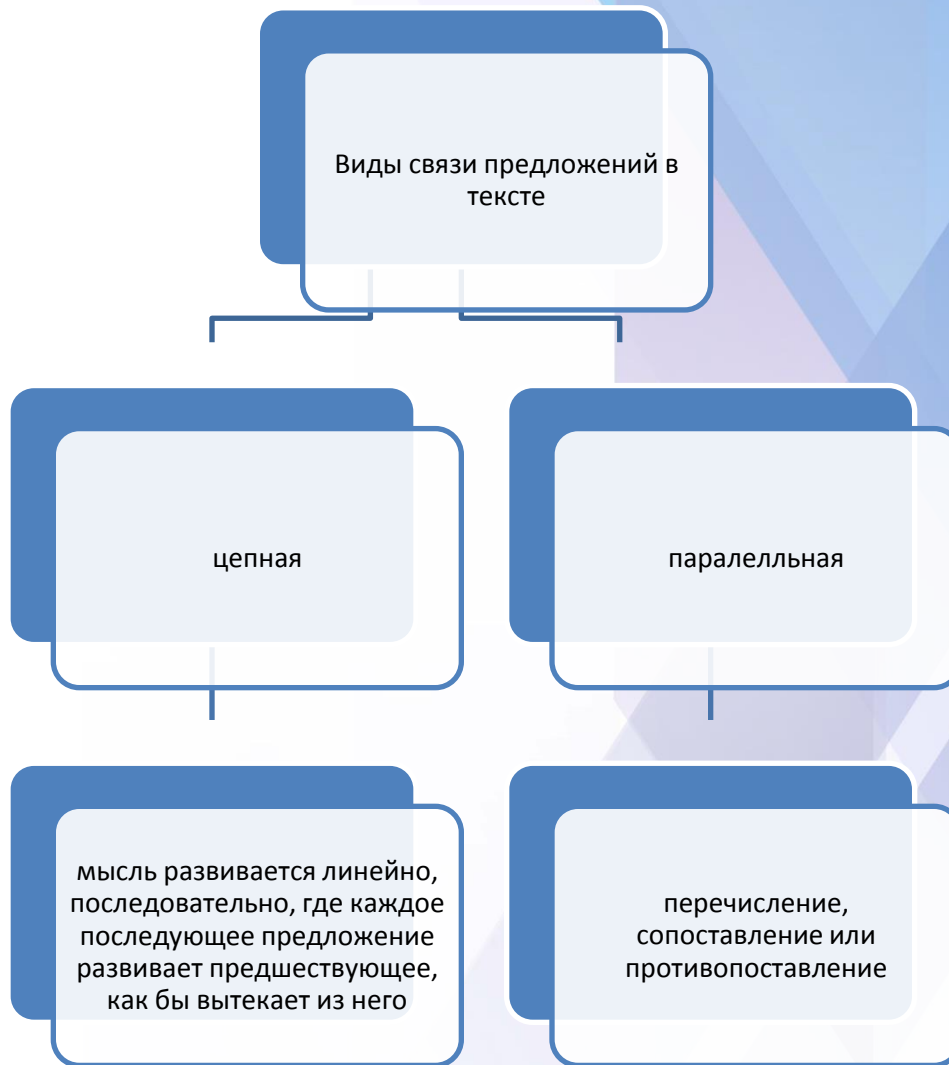 Виды связи предложений в
тексте
цепная
паралелльная
мысль развивается линейно,
последовательно, где каждое
последующее предложение
развивает предшествующее,
как бы вытекает из него
перечисление,
сопоставление или
противопоставление